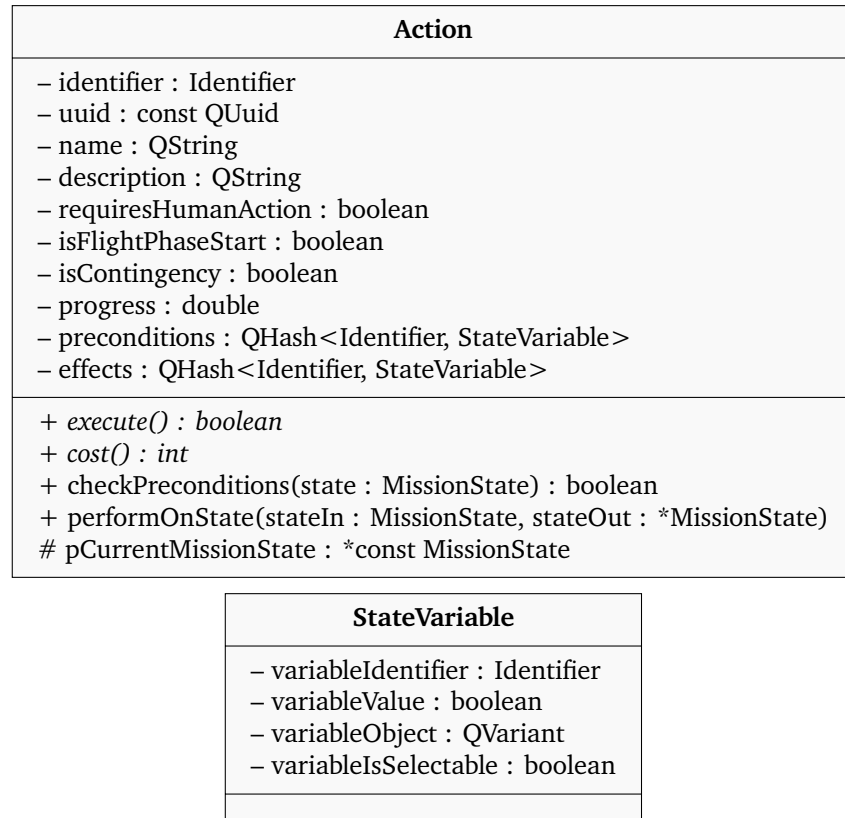 Action
– identifier : Identifier
– uuid : const QUuid
– name : QString
– description : QString
– requiresHumanAction : boolean
– isFlightPhaseStart : boolean
– isContingency : boolean
– progress : double
– preconditions : QHash<Identifier, StateVariable>
– effects : QHash<Identifier, StateVariable>
+ execute() : boolean
+ cost() : int
+ checkPreconditions(state : MissionState) : boolean
+ performOnState(stateIn : MissionState, stateOut : *MissionState)
# pCurrentMissionState : *const MissionState
StateVariable
– variableIdentifier : Identifier
– variableValue : boolean
– variableObject : QVariant
– variableIsSelectable : boolean